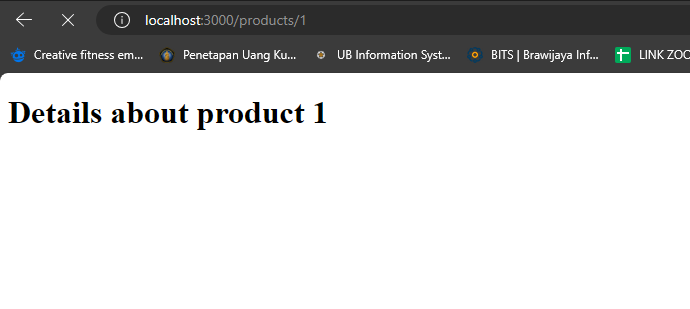 localhost:3000/products/1
Creative fitness em... Penetapan Uang Ku... UB Information Syst... BITS | Brawijaya Inf... LINK ZOO
Details about product 1